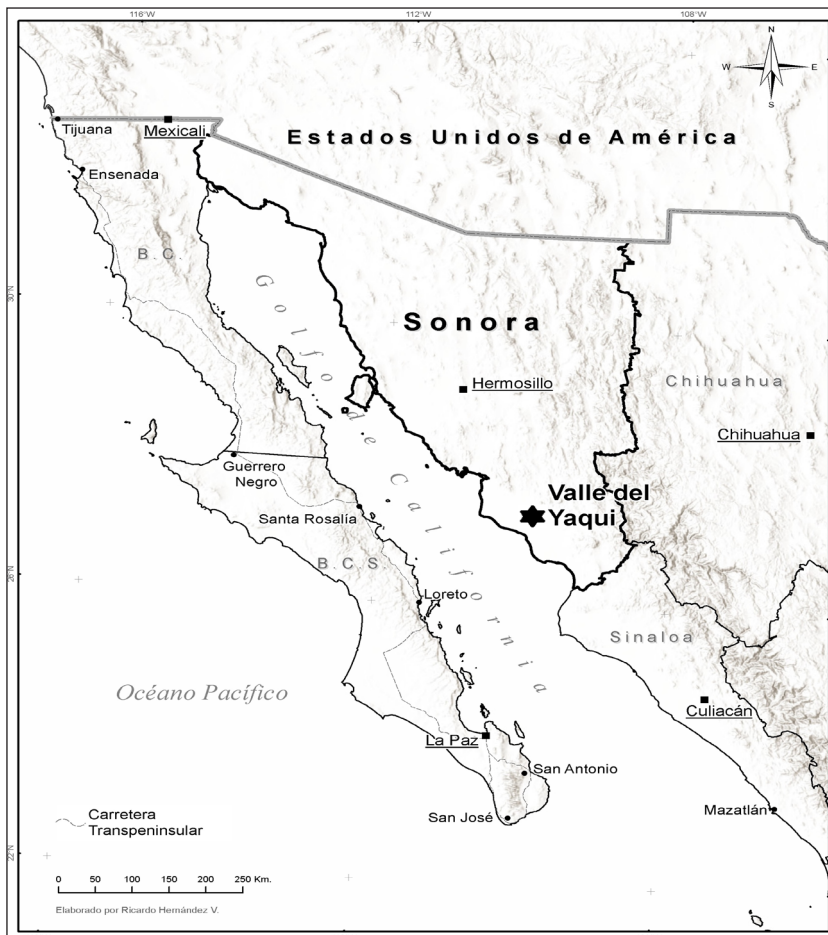 116°W
112°W
108°W
N
W
E
S
Tijuana
Mexicali
Estados Unidos de América
Ensenada
B.C.
30°N
Golfo de California
Sonora
Hermosillo
Chihuahua
Chihuahua
Guerrero
Negro
Valle del
Yaqui
Santa Rosalía
B.C.S.
26°N
Loreto
Sinaloa
Océano Pacífico
Culiacán
La Paz
San Antonio
San José
Mazatlán
Carretera
Transpeninsular
22°N
0 50 100 150 200 250 Km.
Elaborado por Ricardo Hernández V.